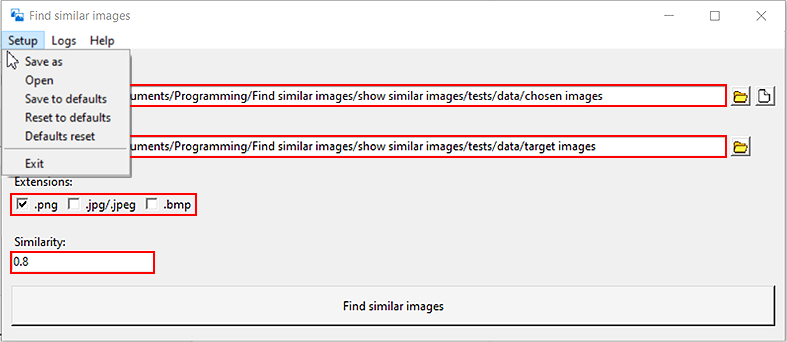 Find similar images
Setup Logs Help
Save as
Open
Save to defaults
Reset to defaults
Defaults reset
Exit
uments/Programming/Find similar images/show similar images/tests/data/chosen images
uments/Programming/Find similar images/show similar images/tests/data/target images
Extensions:
.png .jpg/.jpeg .bmp
Similarity:
0.8
Find similar images